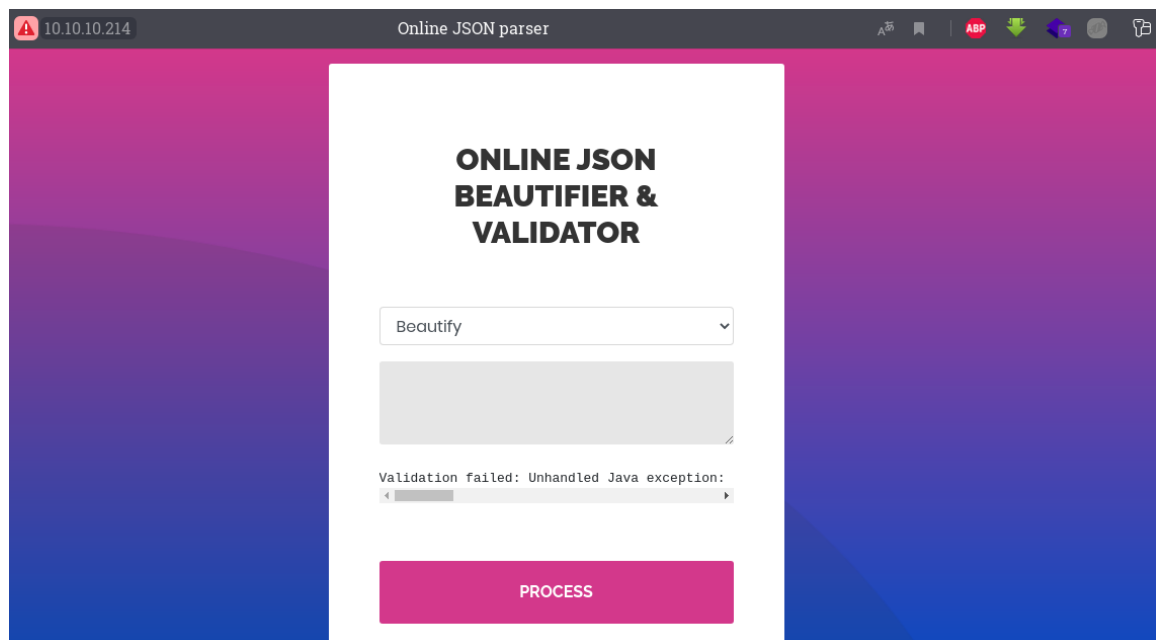 10.10.10.214
Online JSON parser
ABP
7
ONLINE JSON
BEAUTIFIER &
VALIDATOR
Beautify
Validation failed: Unhandled Java exception:
PROCESS